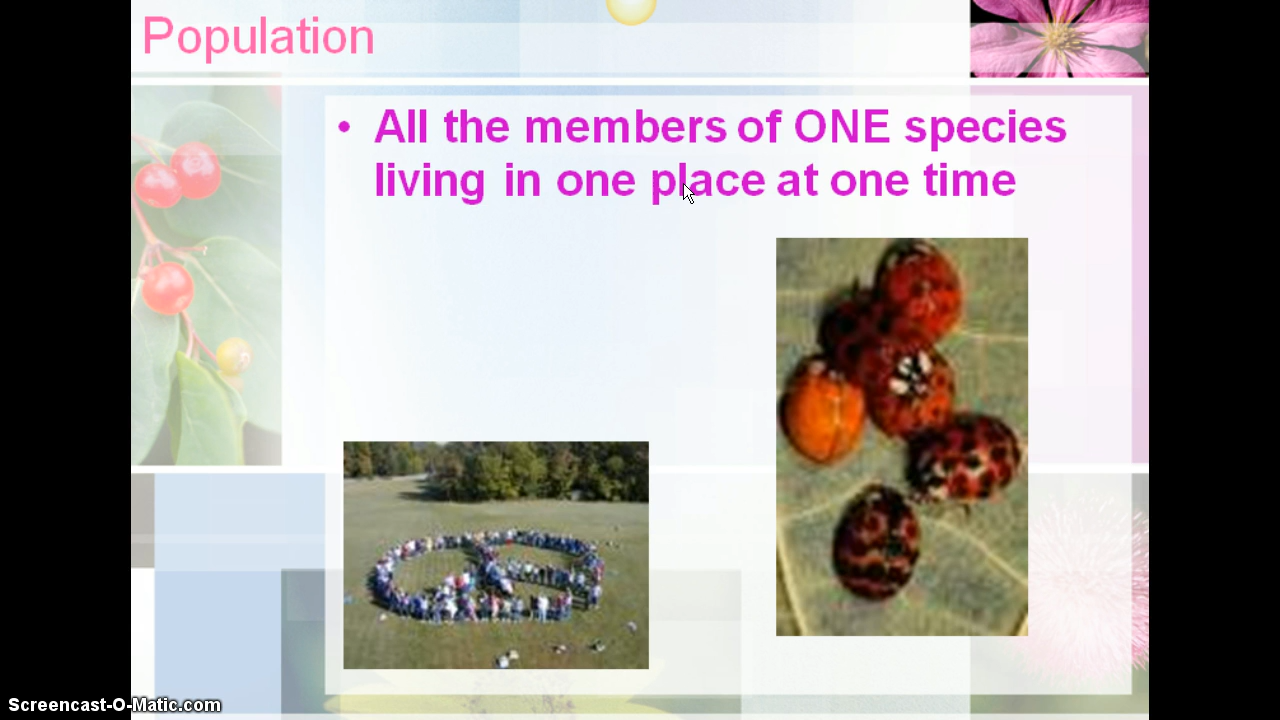 Population
• All the members of ONE species
living in one place at one time
Screencast-O-Matic.com